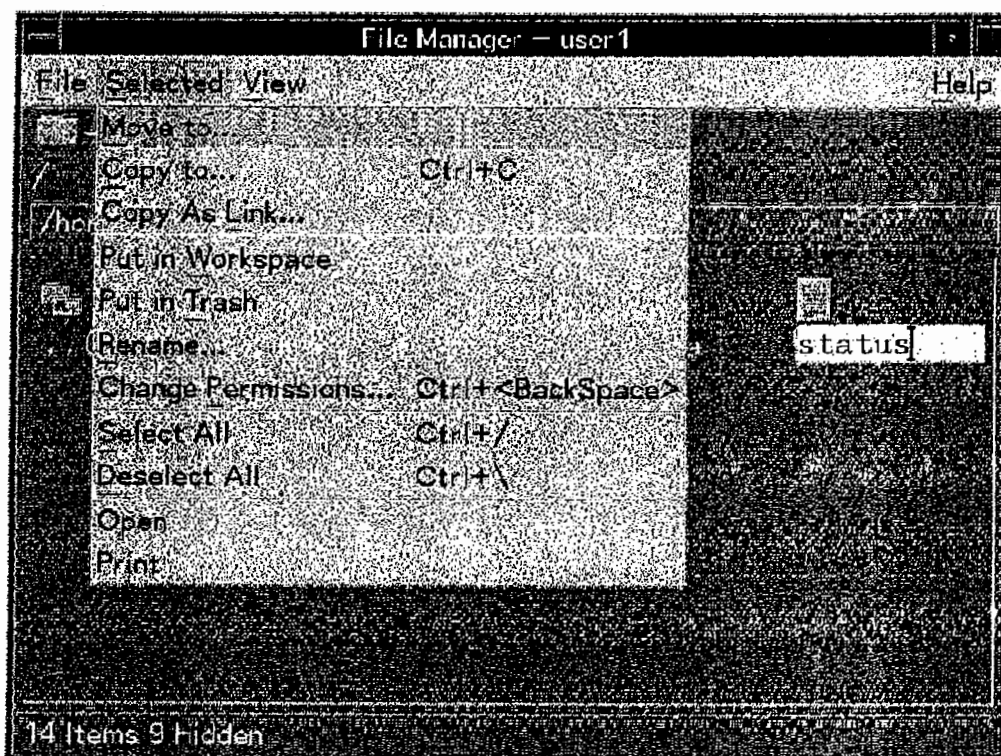 File Manager – user1
File Selected View Help
Move to...
/
Copy to... Ctrl+C
Copy As Link...
/ho
Put in Workspace
Put in Trash
Rename...
status
Change Permissions... Ctrl+<BackSpace>
Select All Ctrl+/
Deselect All Ctrl+\
Open
Print
14 Items 9 Hidden